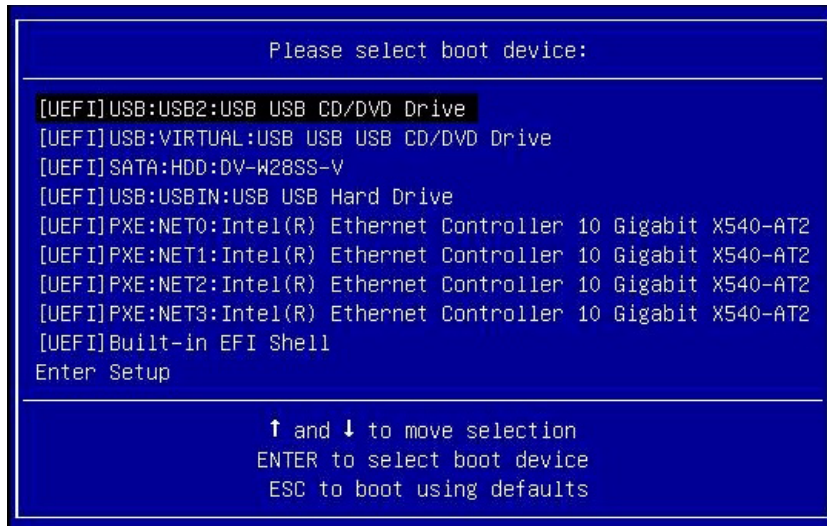 Please select boot device:
[UEFI]USB:USB2:USB USB CD/DVD Drive
[UEFI]USB:VIRTUAL:USB USB USB CD/DVD Drive
[UEFI]SATA:HDD:DV-W28SS-V
[UEFI]USB:USBIN:USB USB Hard Drive
[UEFI]PXE:NET0:Intel(R) Ethernet Controller 10 Gigabit X540-AT2
[UEFI]PXE:NET1:Intel(R) Ethernet Controller 10 Gigabit X540-AT2
[UEFI]PXE:NET2:Intel(R) Ethernet Controller 10 Gigabit X540-AT2
[UEFI]PXE:NET3:Intel(R) Ethernet Controller 10 Gigabit X540-AT2
[UEFI]Built-in EFI Shell
Enter Setup
↑ and ↓ to move selection
ENTER to select boot device
ESC to boot using defaults